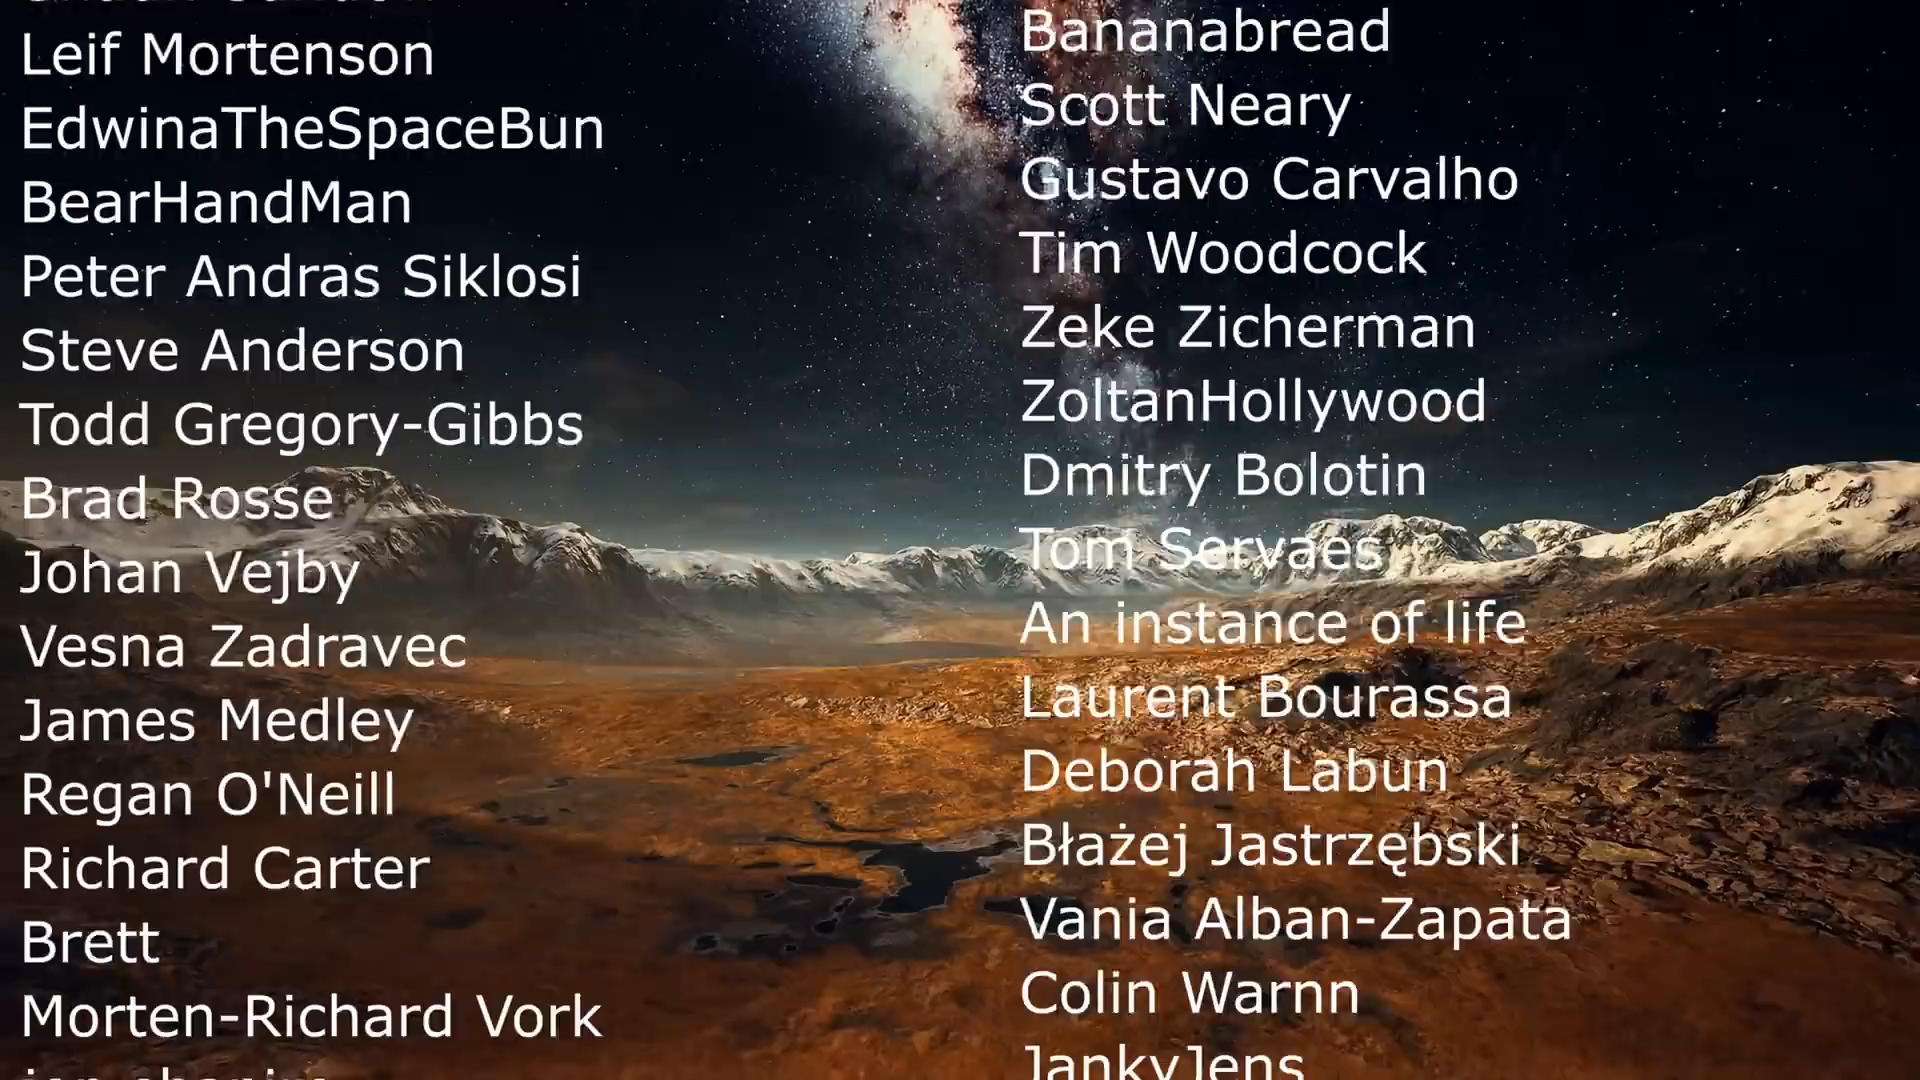 Leif Mortenson
EdwinaTheSpaceBun
BearHandMan
Peter Andras Siklosi
Steve Anderson
Todd Gregory-Gibbs
Brad Rosse
Johan Vejby
Vesna Zadravec
James Medley
Regan O'Neill
Richard Carter
Brett
Morten-Richard Vork
Bananabread
Scott Neary
Gustavo Carvalho
Tim Woodcock
Zeke Zicherman
ZoltanHollywood
Dmitry Bolotin
Tom Servaes
An instance of life
Laurent Bourassa
Deborah Labun
Błażej Jastrzębski
Vania Alban-Zapata
Colin Warnn
JankyJens